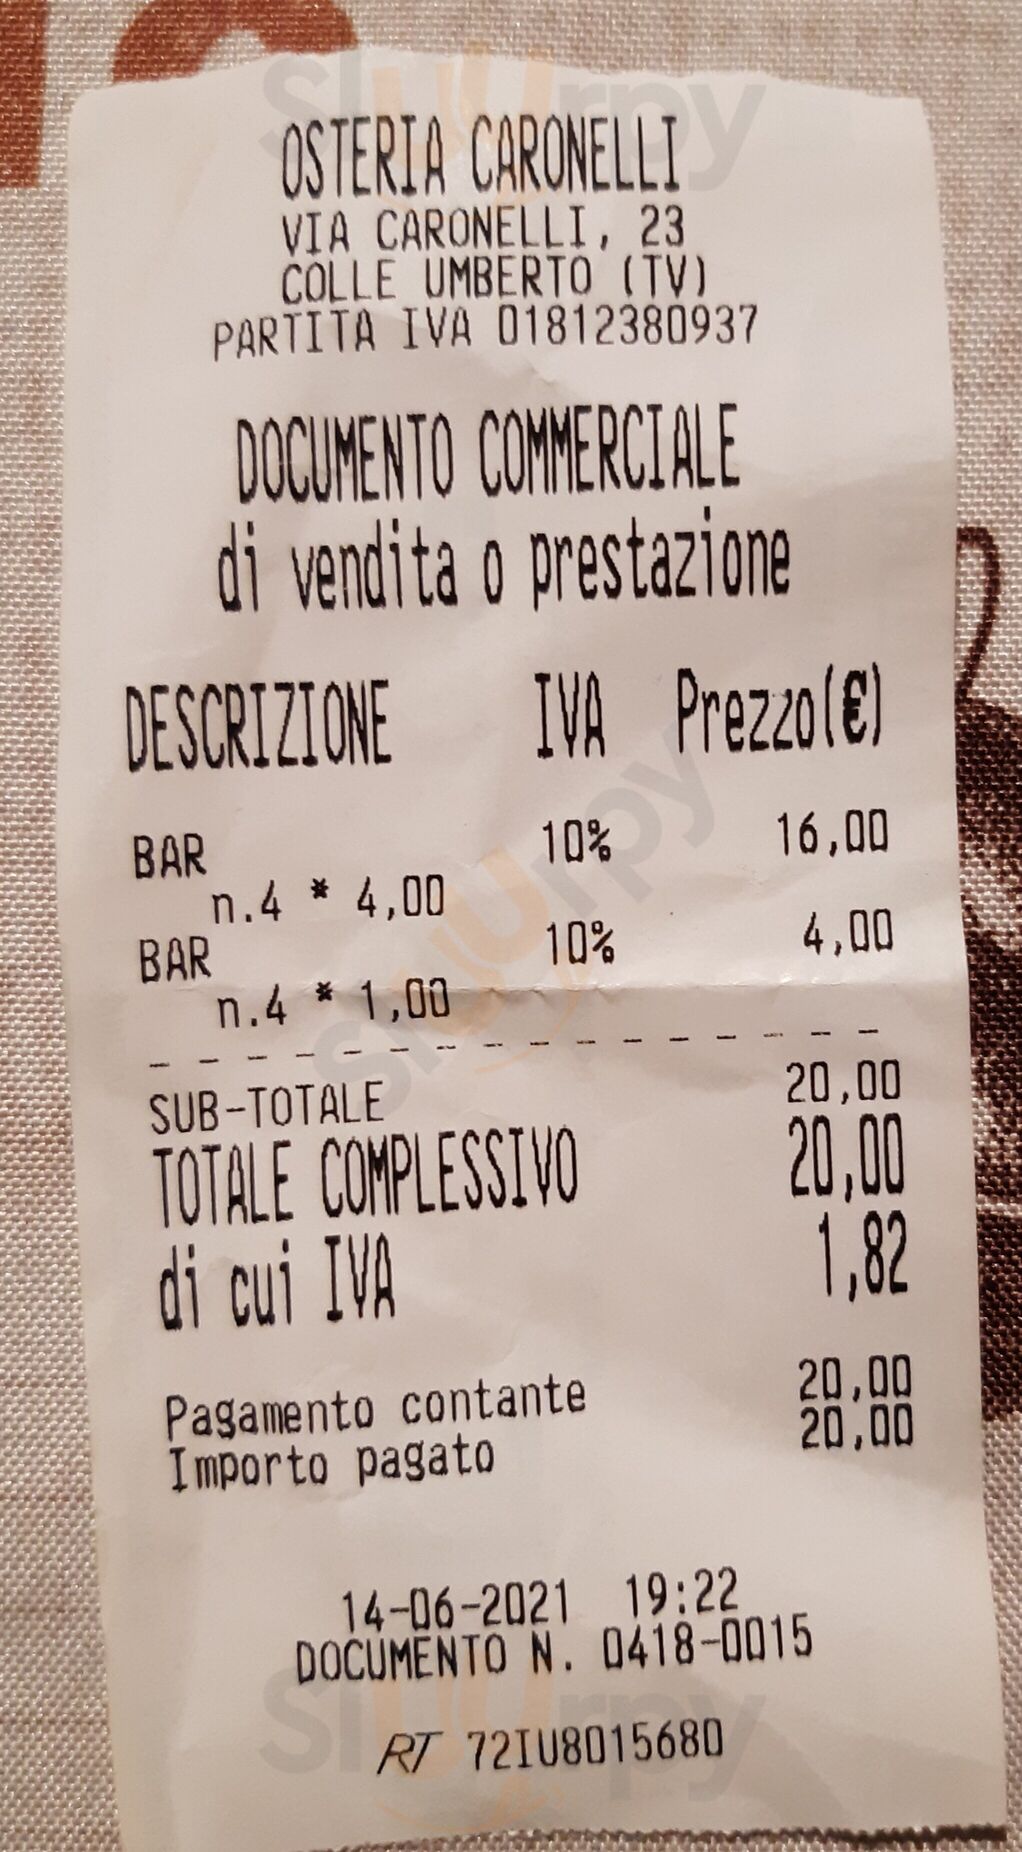 OSTERIA CARONELLI
VIA CARONELLI, 23
COLLE UMBERTO (TV)
PARTITA IVA 01812380937
DOCUMENTO COMMERCIALE
di vendita o prestazione
DESCRIZIONE IVA Prezzo(€)
BAR 10% 16,00
n.4 * 4,00
BAR 10% 4,00
n.4 * 1,00
SUB-TOTALE 20,00
TOTALE COMPLESSIVO 20,00
di cui IVA 1,82
Pagamento contante 20,00
Importo pagato 20,00
14-06-2021 19:22
DOCUMENTO N. 0418-0015
RT 72IU8015680
Sluurpy
Sluurpy
Sluurpy